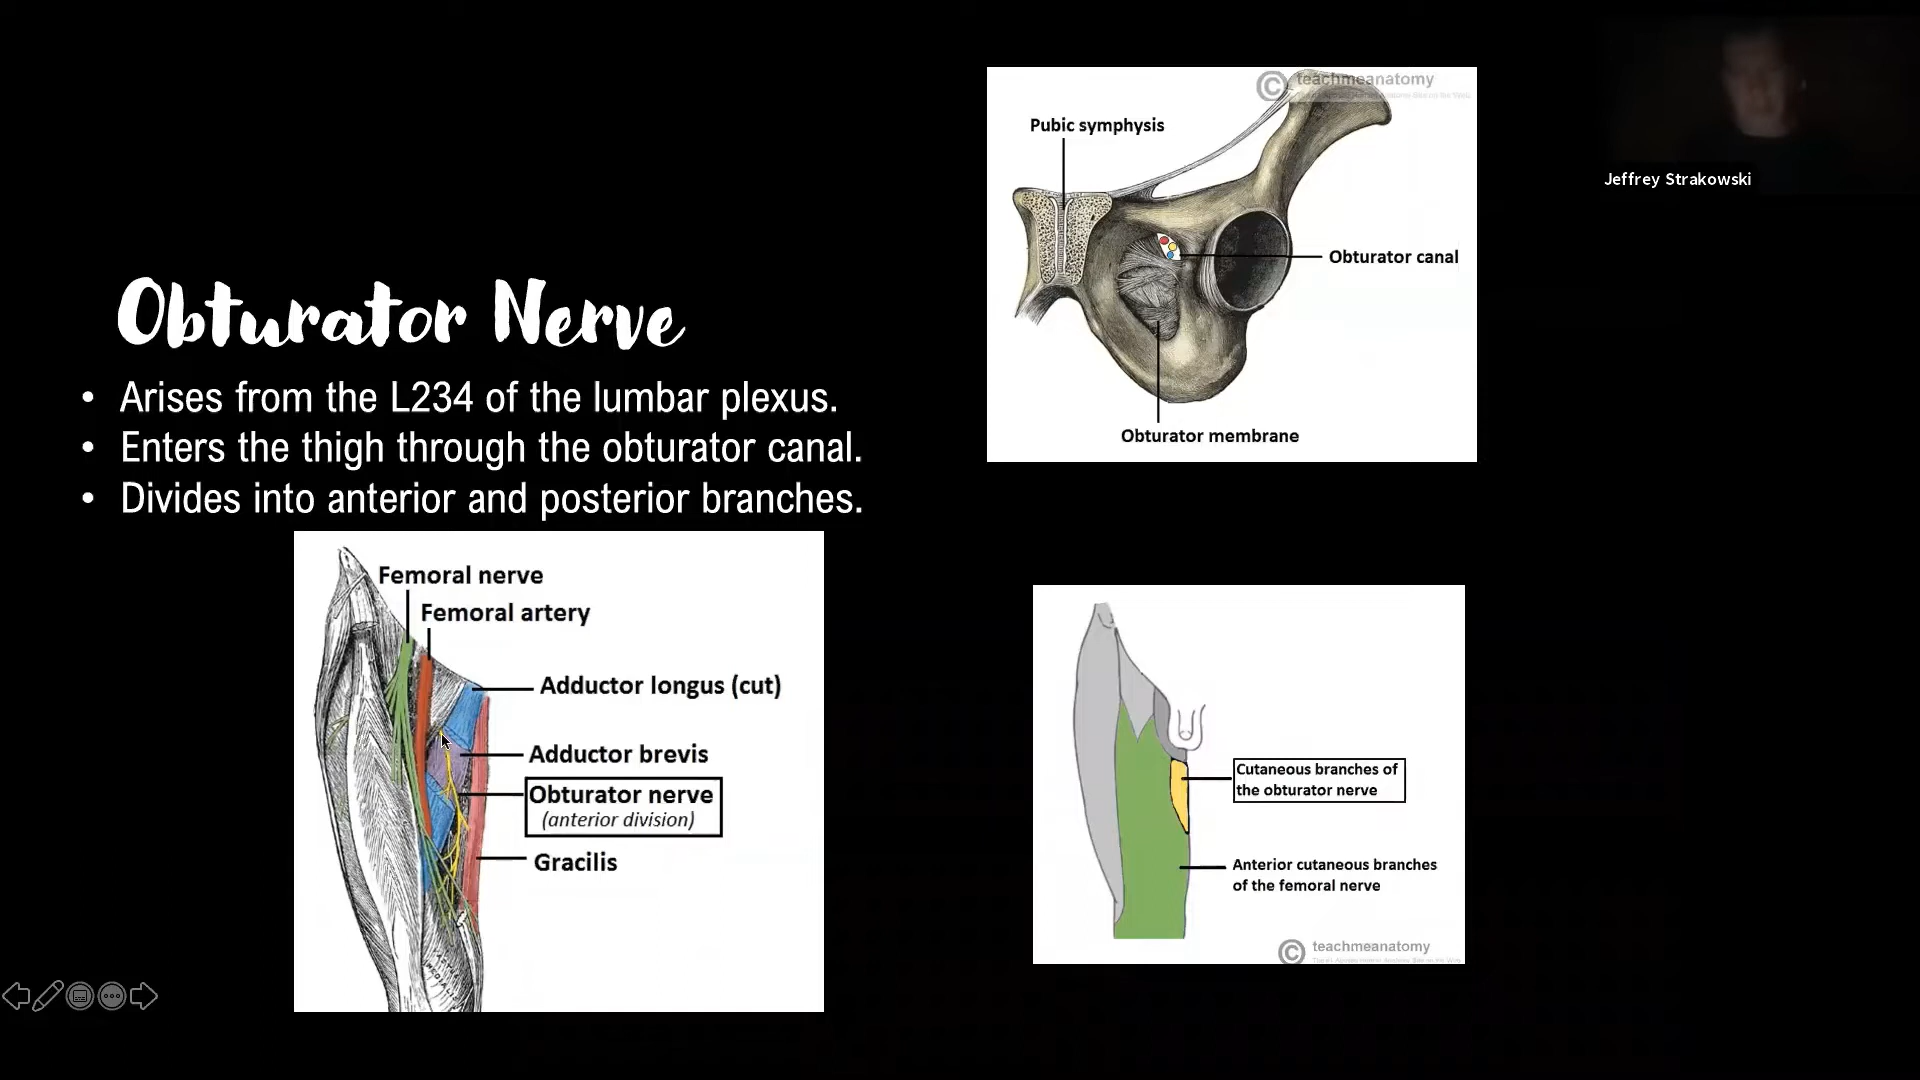 Obturator Nerve
• Arises from the L234 of the lumbar plexus.
• Enters the thigh through the obturator canal.
• Divides into anterior and posterior branches.
Femoral nerve
Femoral artery
Adductor longus (cut)
Adductor brevis
Obturator nerve
(anterior division)
Gracilis
© teachmeanatomy
Pubic symphysis
Obturator canal
Obturator membrane
Cutaneous branches of
the obturator nerve
Anterior cutaneous branches
of the femoral nerve
© teachmeanatomy
Jeffrey Strakowski